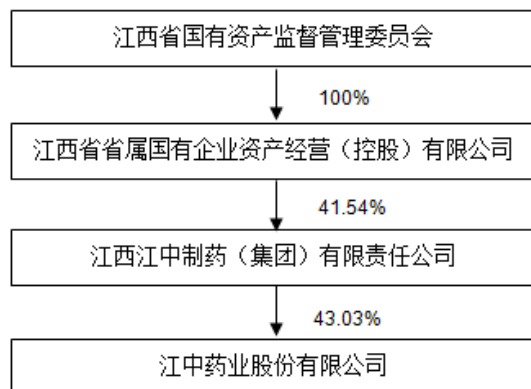 江西省国有资产监督管理委员会
100%
江西省省属国有企业资产经营（控股）有限公司
41.54%
江西江中制药（集团）有限责任公司
43.03%
江中药业股份有限公司